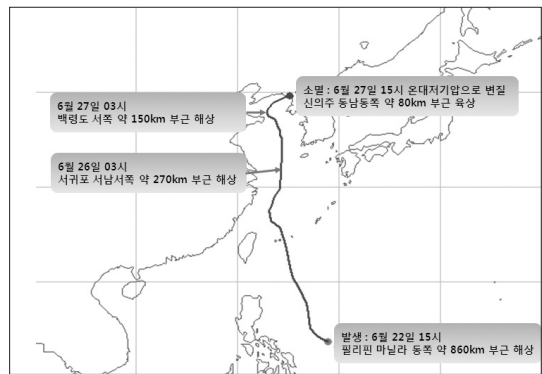 소멸 : 6월 27일 15시 온대저기압으로 변질
신의주 동남동쪽 약 80km 부근 육상
6월 27일 03시
백령도 서쪽 약 150km 부근 해상
6월 26일 03시
서귀포 서남서쪽 약 270km 부근 해상
발생 : 6월 22일 15시
필리핀 마닐라 동쪽 약 860km 부근 해상